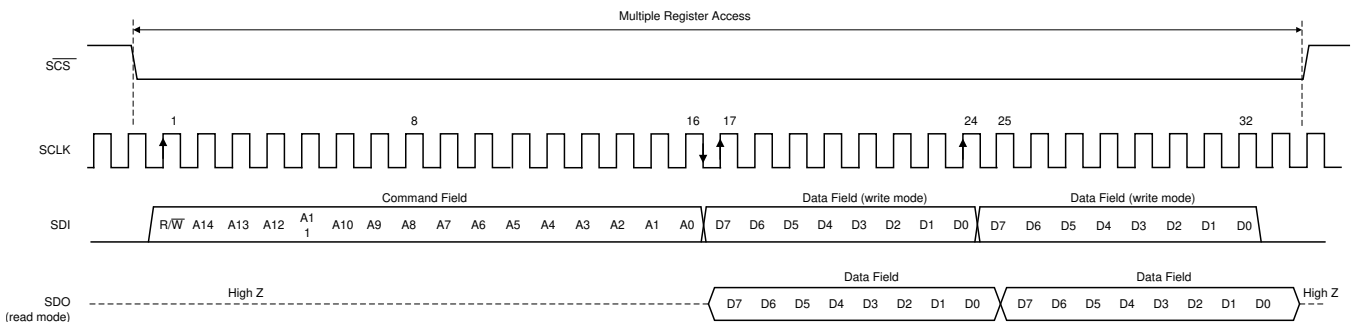 Multiple Register Access
SCS
1 8 16 17 24 25 32
SCLK
Command Field Data Field (write mode) Data Field (write mode)
SDI R/W A14 A13 A12 A1 A10 A9 A8 A7 A6 A5 A4 A3 A2 A1 A0 D7 D6 D5 D4 D3 D2 D1 D0 D7 D6 D5 D4 D3 D2 D1 D0
1
Data Field Data Field
High Z High Z
SDO D7 D6 D5 D4 D3 D2 D1 D0 D7 D6 D5 D4 D3 D2 D1 D0
(read mode)